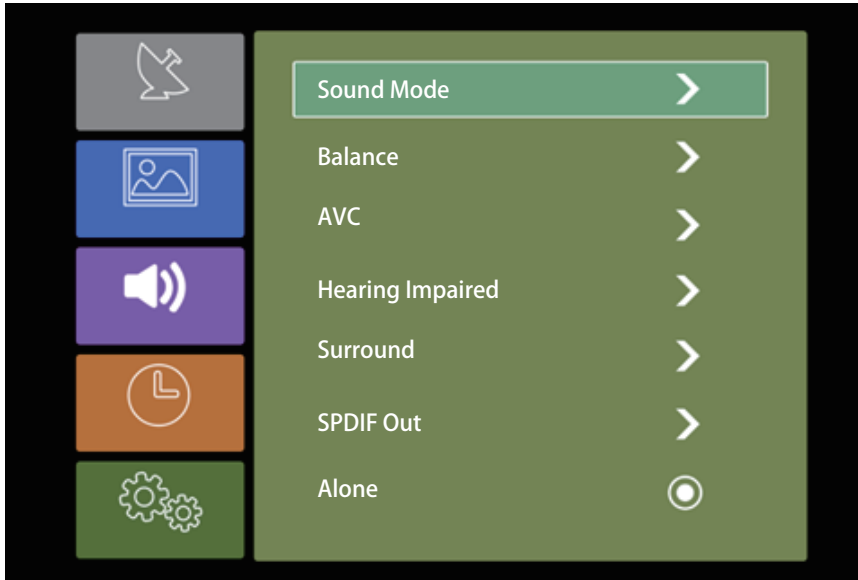 Sound Mode
Balance
AVC
Hearing Impaired
Surround
SPDIF Out
Alone